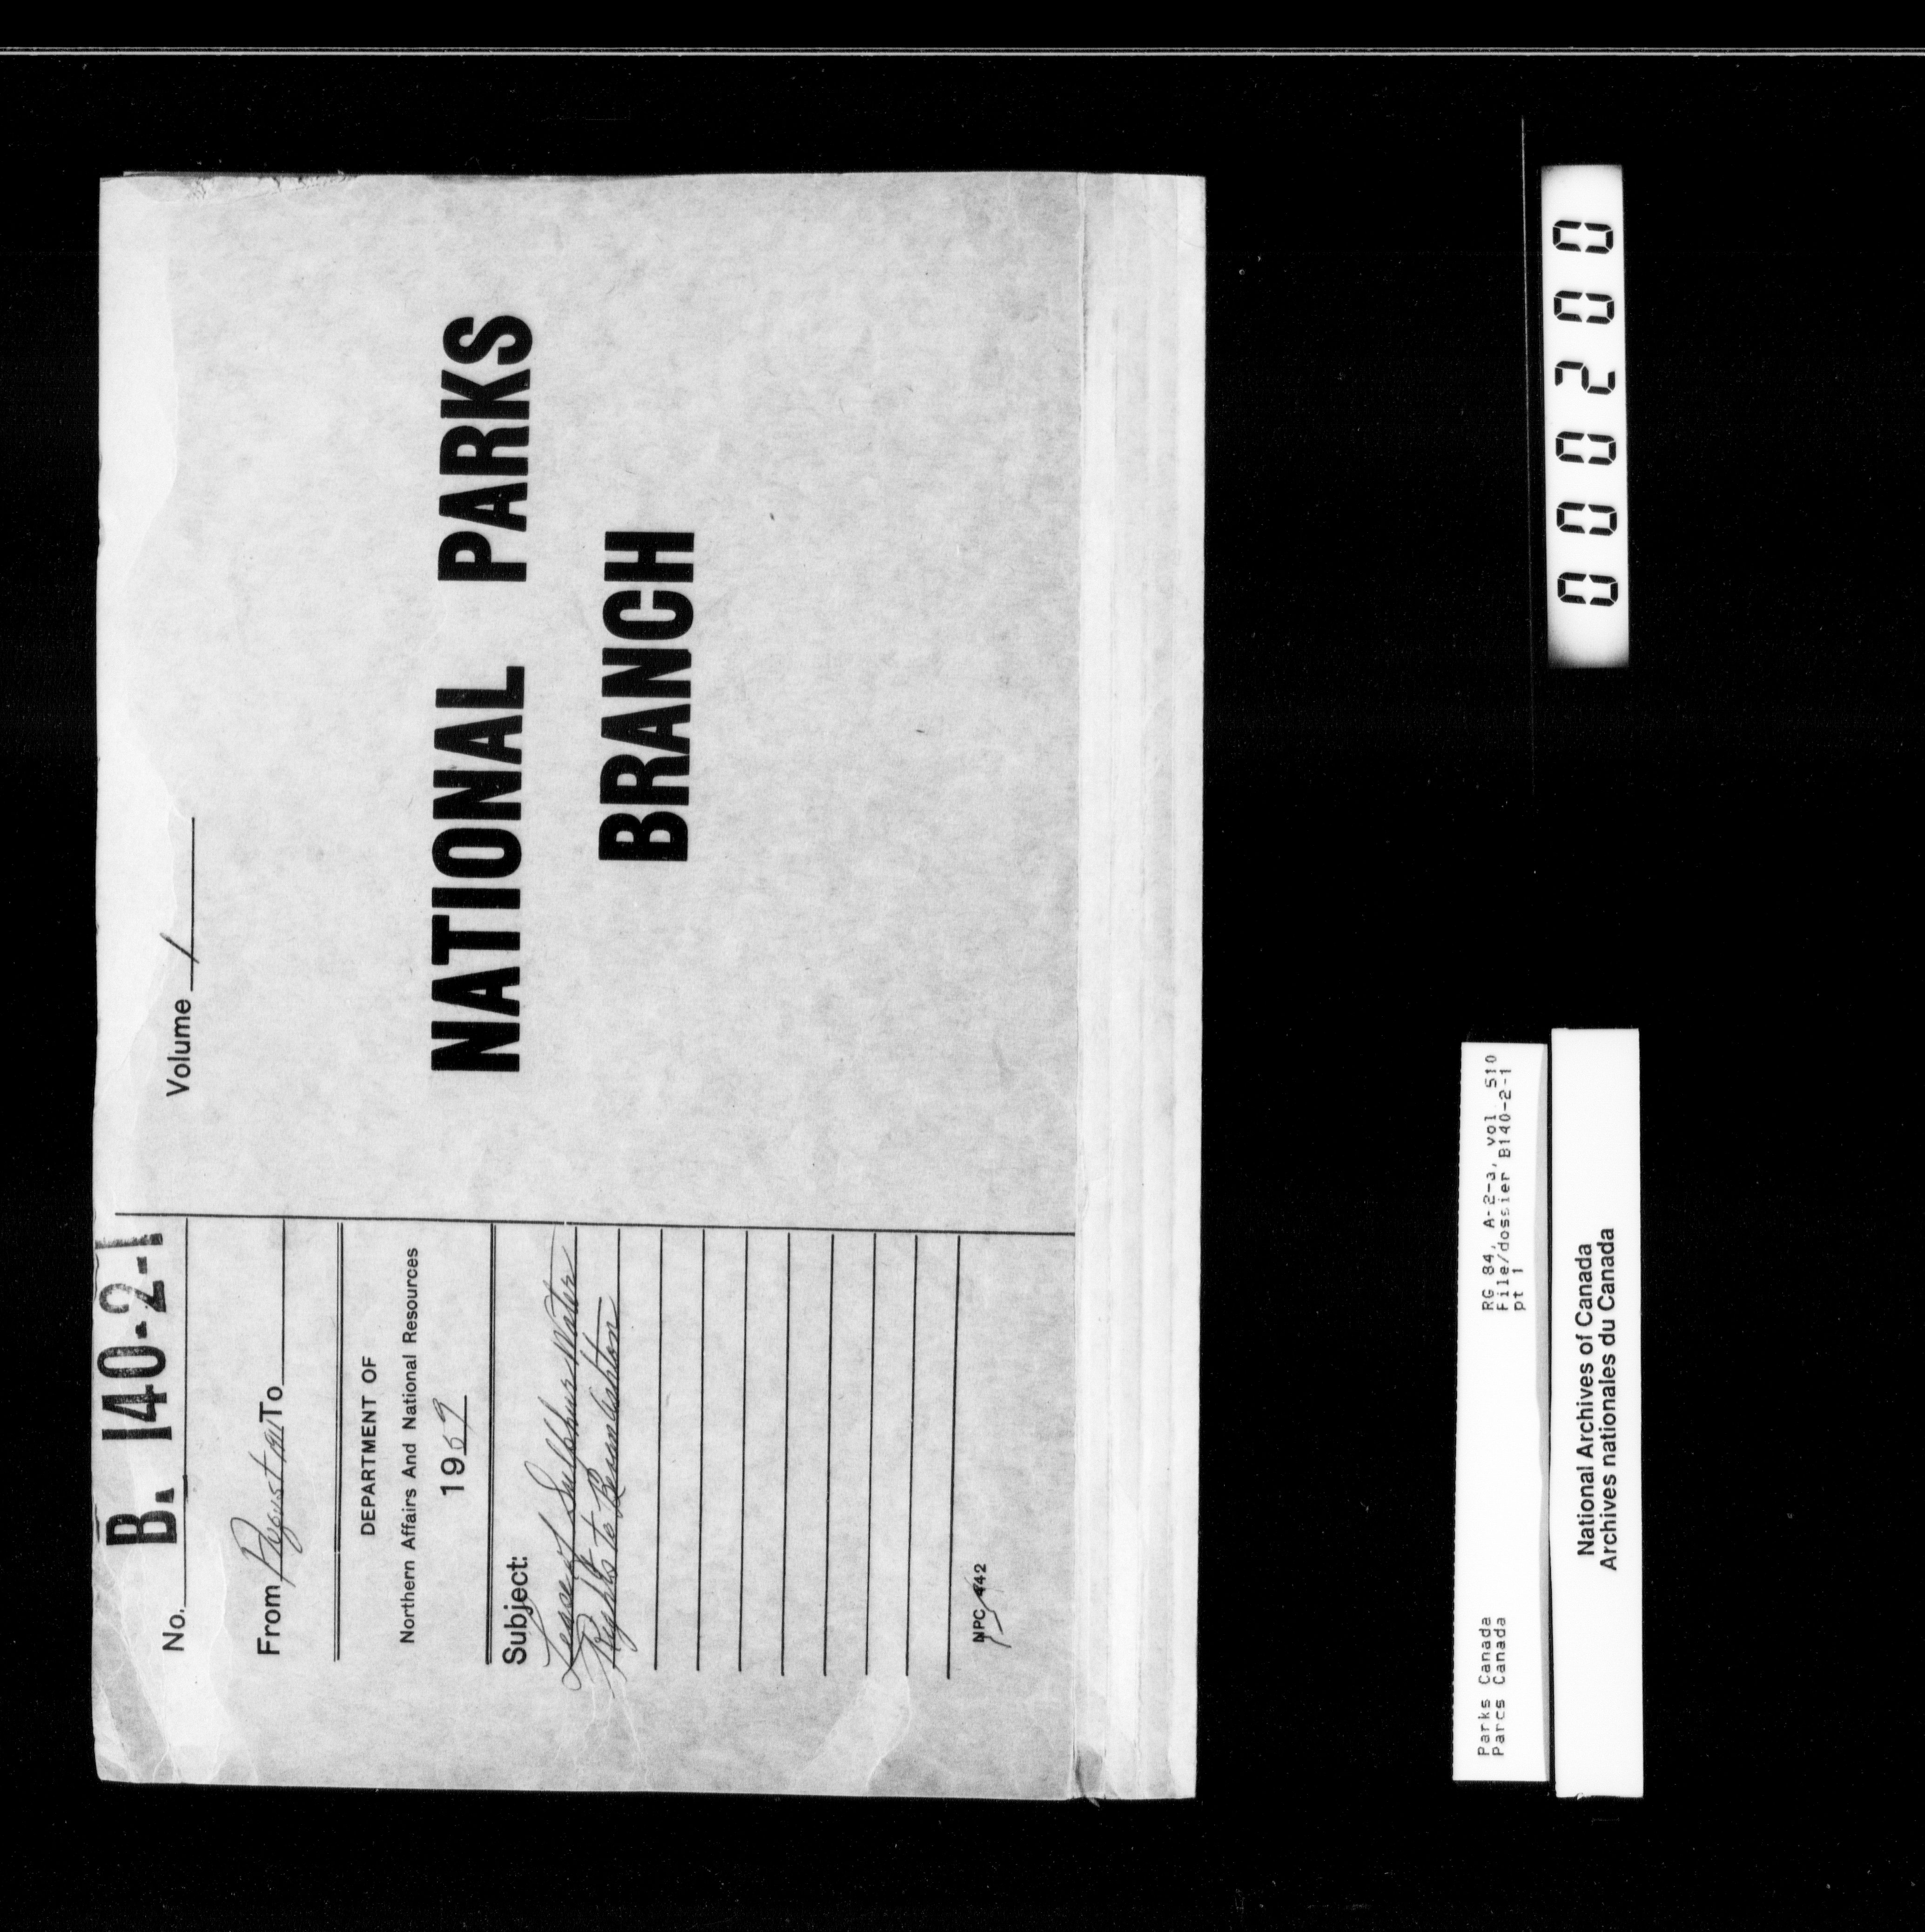 No. B. 140-2-1
Volume 1
From August 1911 To
DEPARTMENT OF
Northern Affairs And National Resources
1959
Subject:
Lease of Sulphur Water
Rights to
NPC 442
NATIONAL PARKS
BRANCH
000200
Parks Canada
Parcs Canada
RG 84, A-2-a, vol. 510
File/dossier B140-2-1
pt 1
National Archives of Canada
Archives nationales du Canada